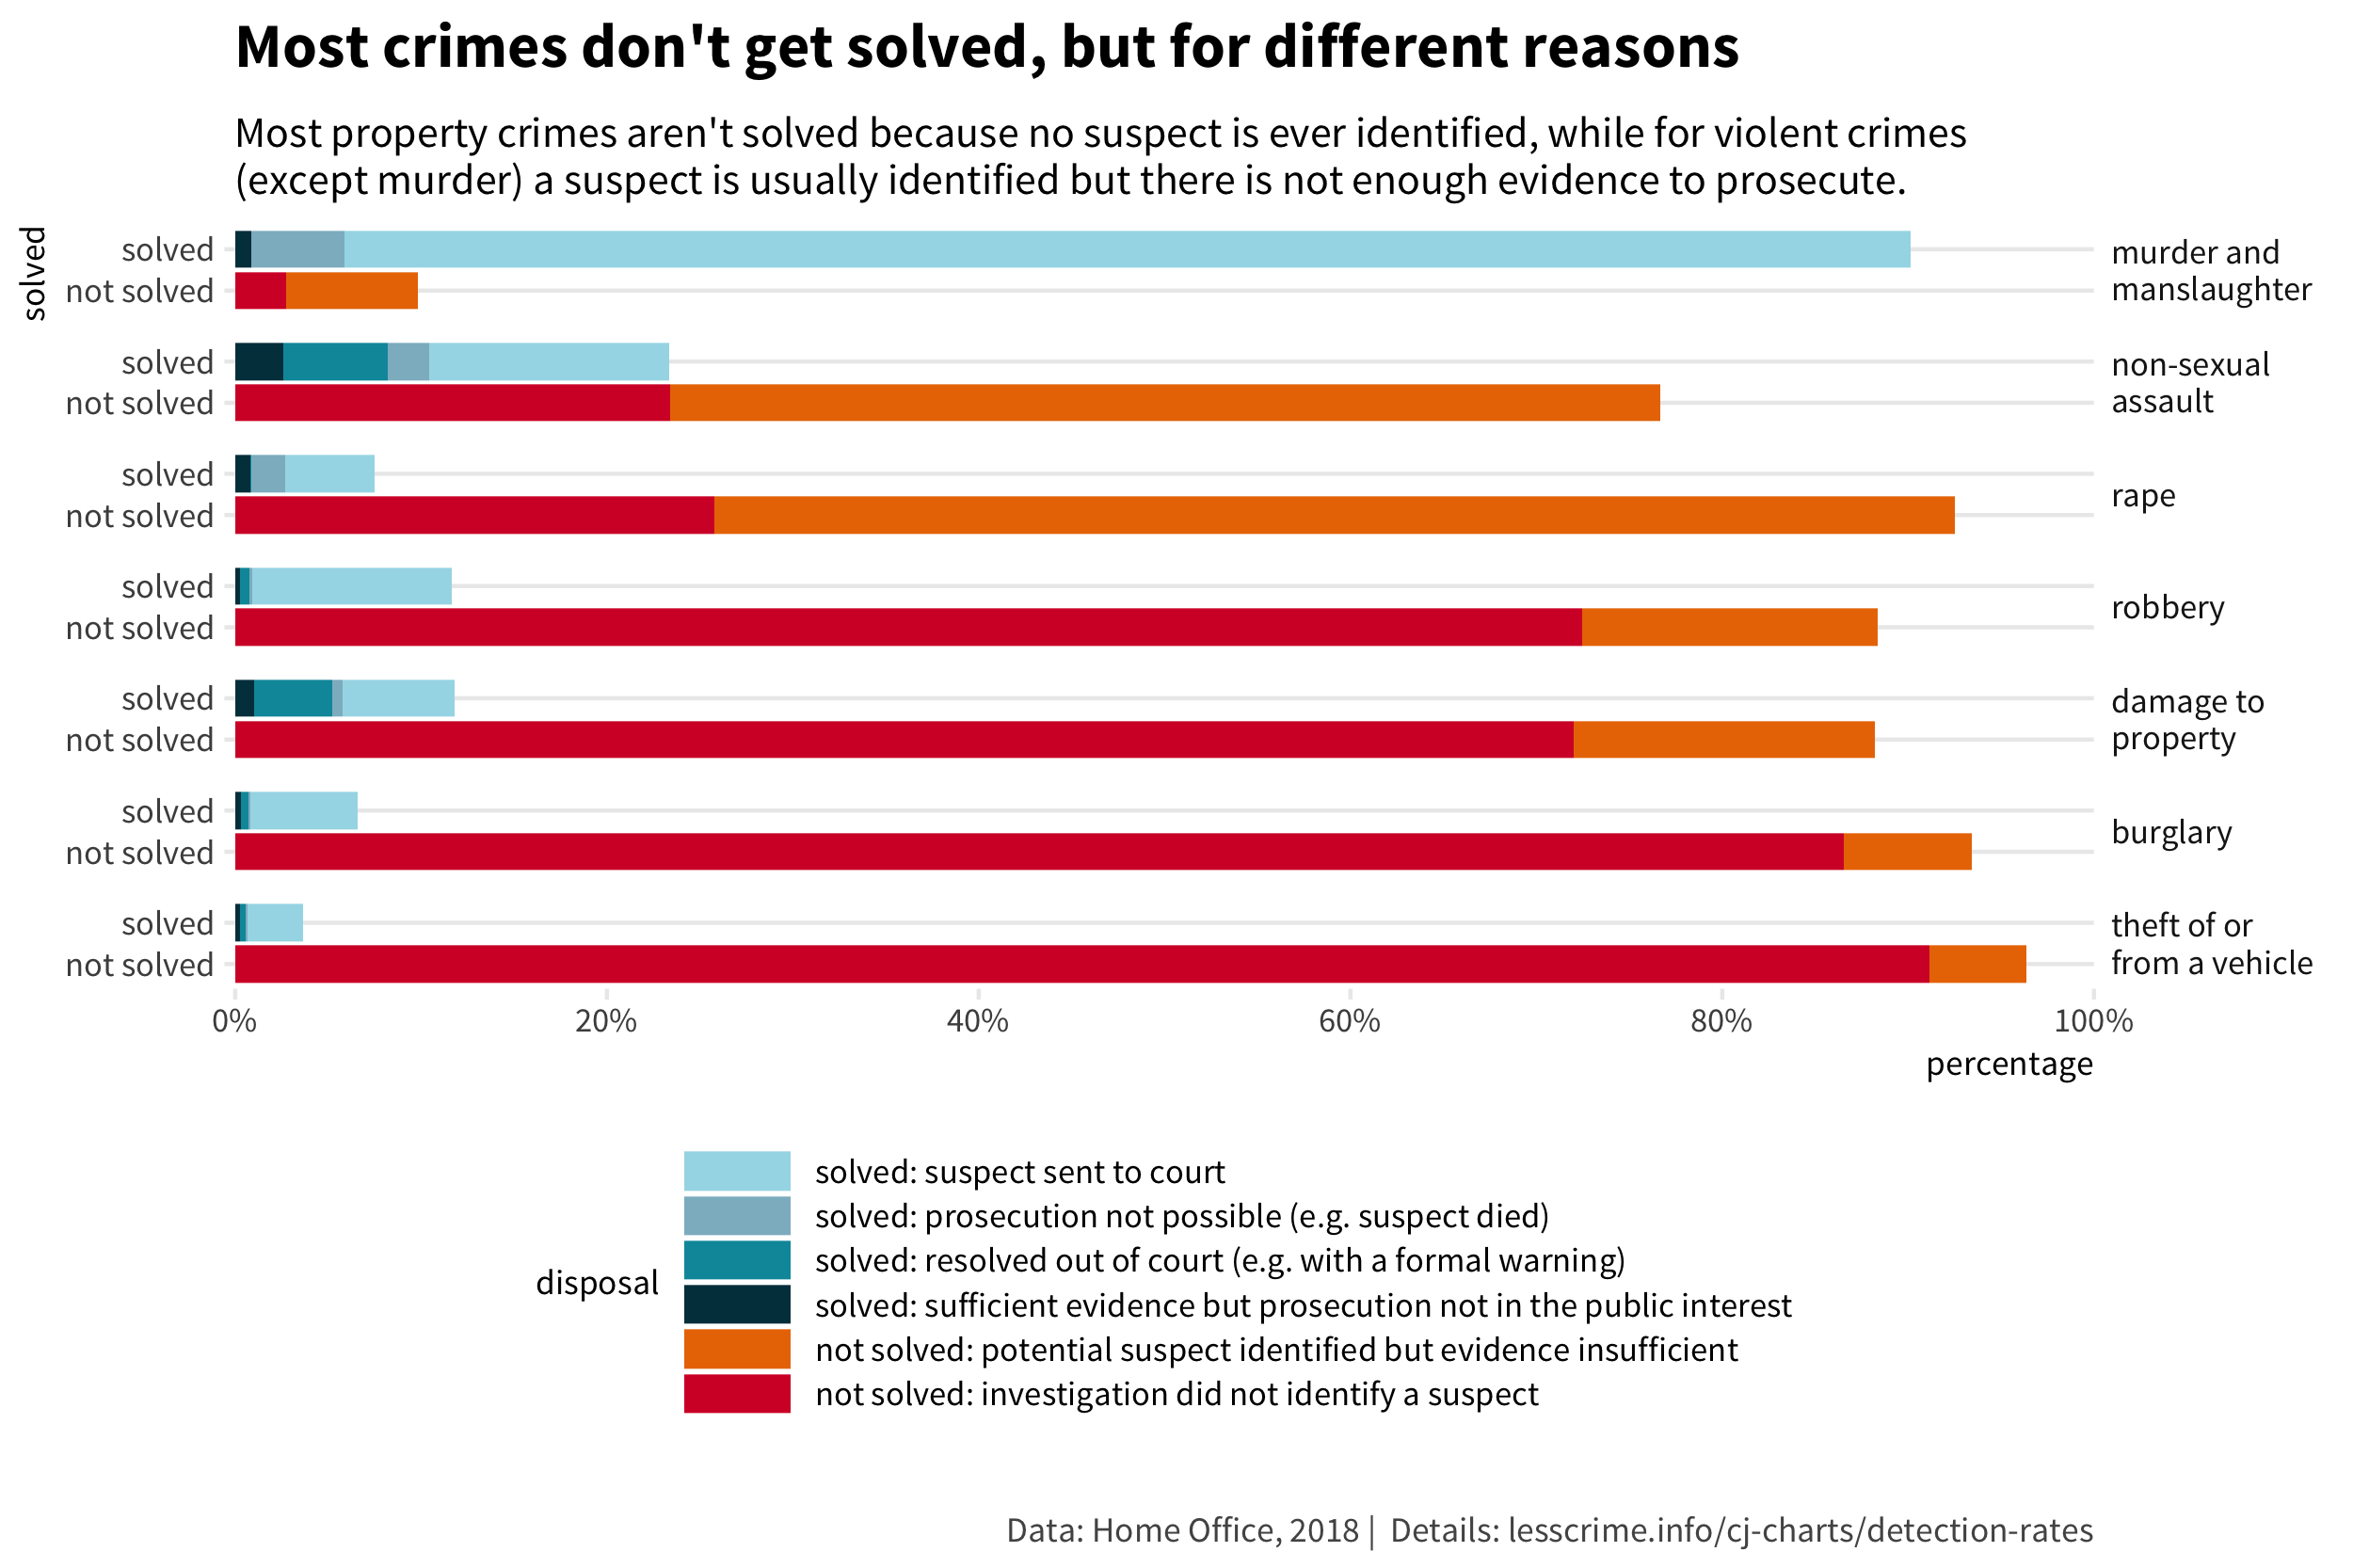 Most crimes don't get solved, but for different reasons
Most property crimes aren't solved because no suspect is ever identified, while for violent crimes
(except murder) a suspect is usually identified but there is not enough evidence to prosecute.
solved
solved
not solved
murder and
manslaughter
solved
not solved
non-sexual
assault
solved
not solved
rape
solved
not solved
robbery
solved
not solved
damage to
property
solved
not solved
burglary
solved
not solved
theft of or
from a vehicle
0% 20% 40% 60% 80% 100%
percentage
disposal
solved: suspect sent to court
solved: prosecution not possible (e.g. suspect died)
solved: resolved out of court (e.g. with a formal warning)
solved: sufficient evidence but prosecution not in the public interest
not solved: potential suspect identified but evidence insufficient
not solved: investigation did not identify a suspect
Data: Home Office, 2018 | Details: lesscrime.info/cj-charts/detection-rates